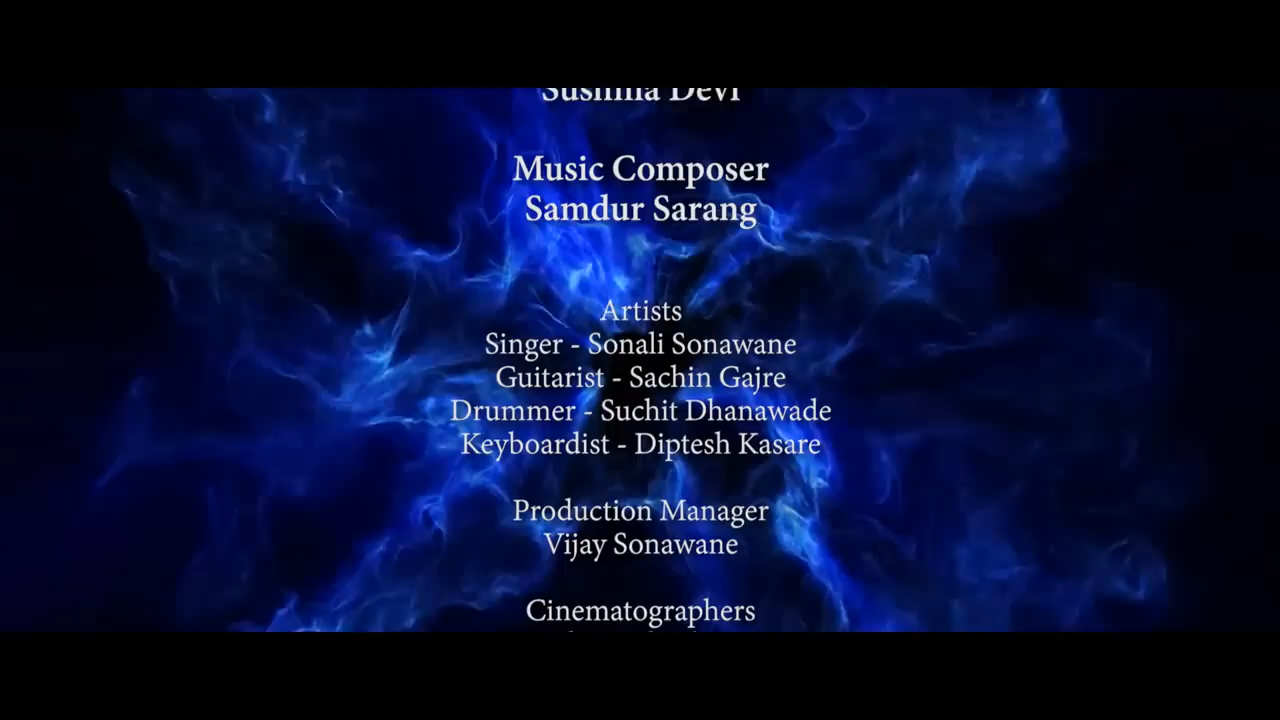 Devi
Music Composer
Samdur Sarang
Artists
Singer - Sonali Sonawane
Guitarist - Sachin Gajre
Drummer - Suchit Dhanawade
Keyboardist - Diptesh Kasare
Production Manager
Vijay Sonawane
Cinematographers